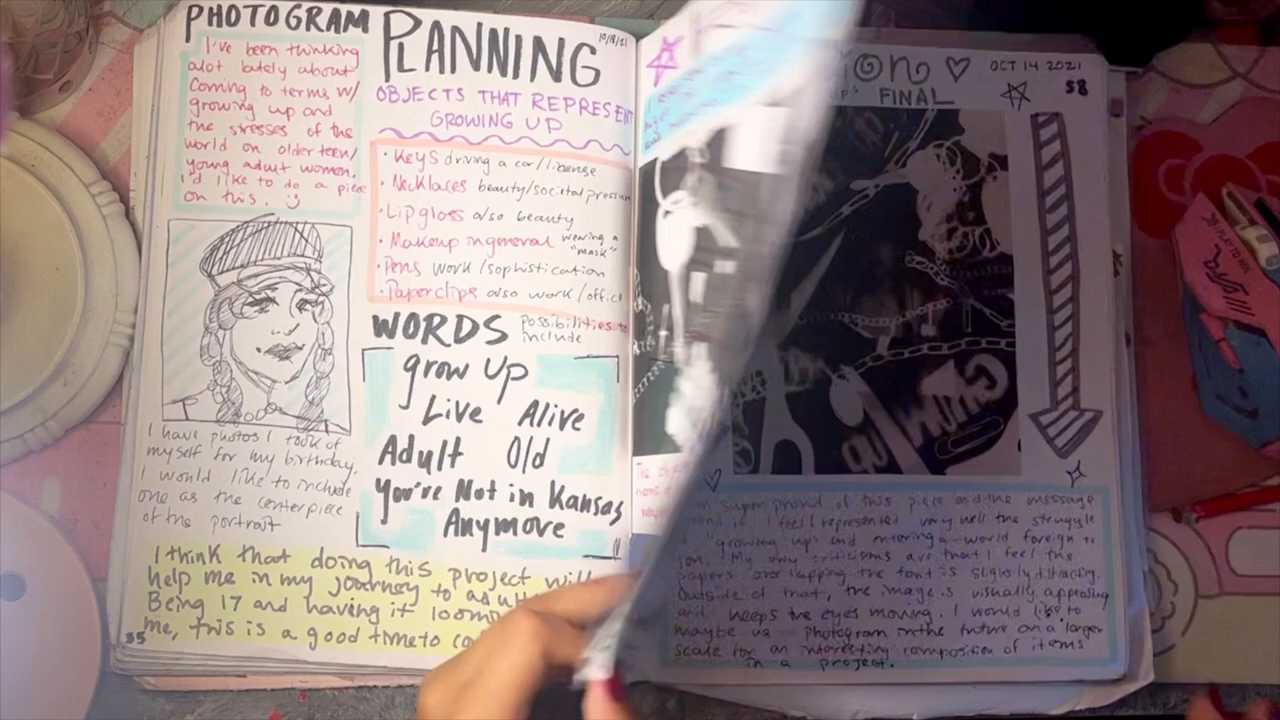 PHOTOGRAM
PLANNING
10/18/21
I've been thinking
alot lately about
coming to terms w/
growing up and
the stresses of the
world on older teen/
young adult women.
I'd like to do a piece
on this. :)
OBJECTS THAT REPRESENT
GROWING UP
• Keys driving a car/liscense
• Necklaces beauty/societal pressure
• Lipgloss also beauty
• Makeup in general wearing a
"mask"
• Pens work/sophistication
• Paperclips also work/office
WORDS possibilities to
include
grow Up
Live Alive
Adult Old
You're Not in Kansas
Anymore
I have photos I took of
myself for my birthday,
I would like to include
one as the centerpiece
of the portrait
I think that doing this project will
help me in my journey to
Being 17 and having it
me, this is a good time to
55
OCT 14 2021
58
FINAL
super proud of this piece and the message
I feel I represented very well the struggle
"growing up" and entering a world foreign to
My only criticisms are that I feel the
papers overlapping the font is slightly distracting.
Outside of that, the image is visually appealing
and keeps the eyes moving. I would like to
maybe use photogram in the future on a larger
scale for an interesting composition of items
in a project.